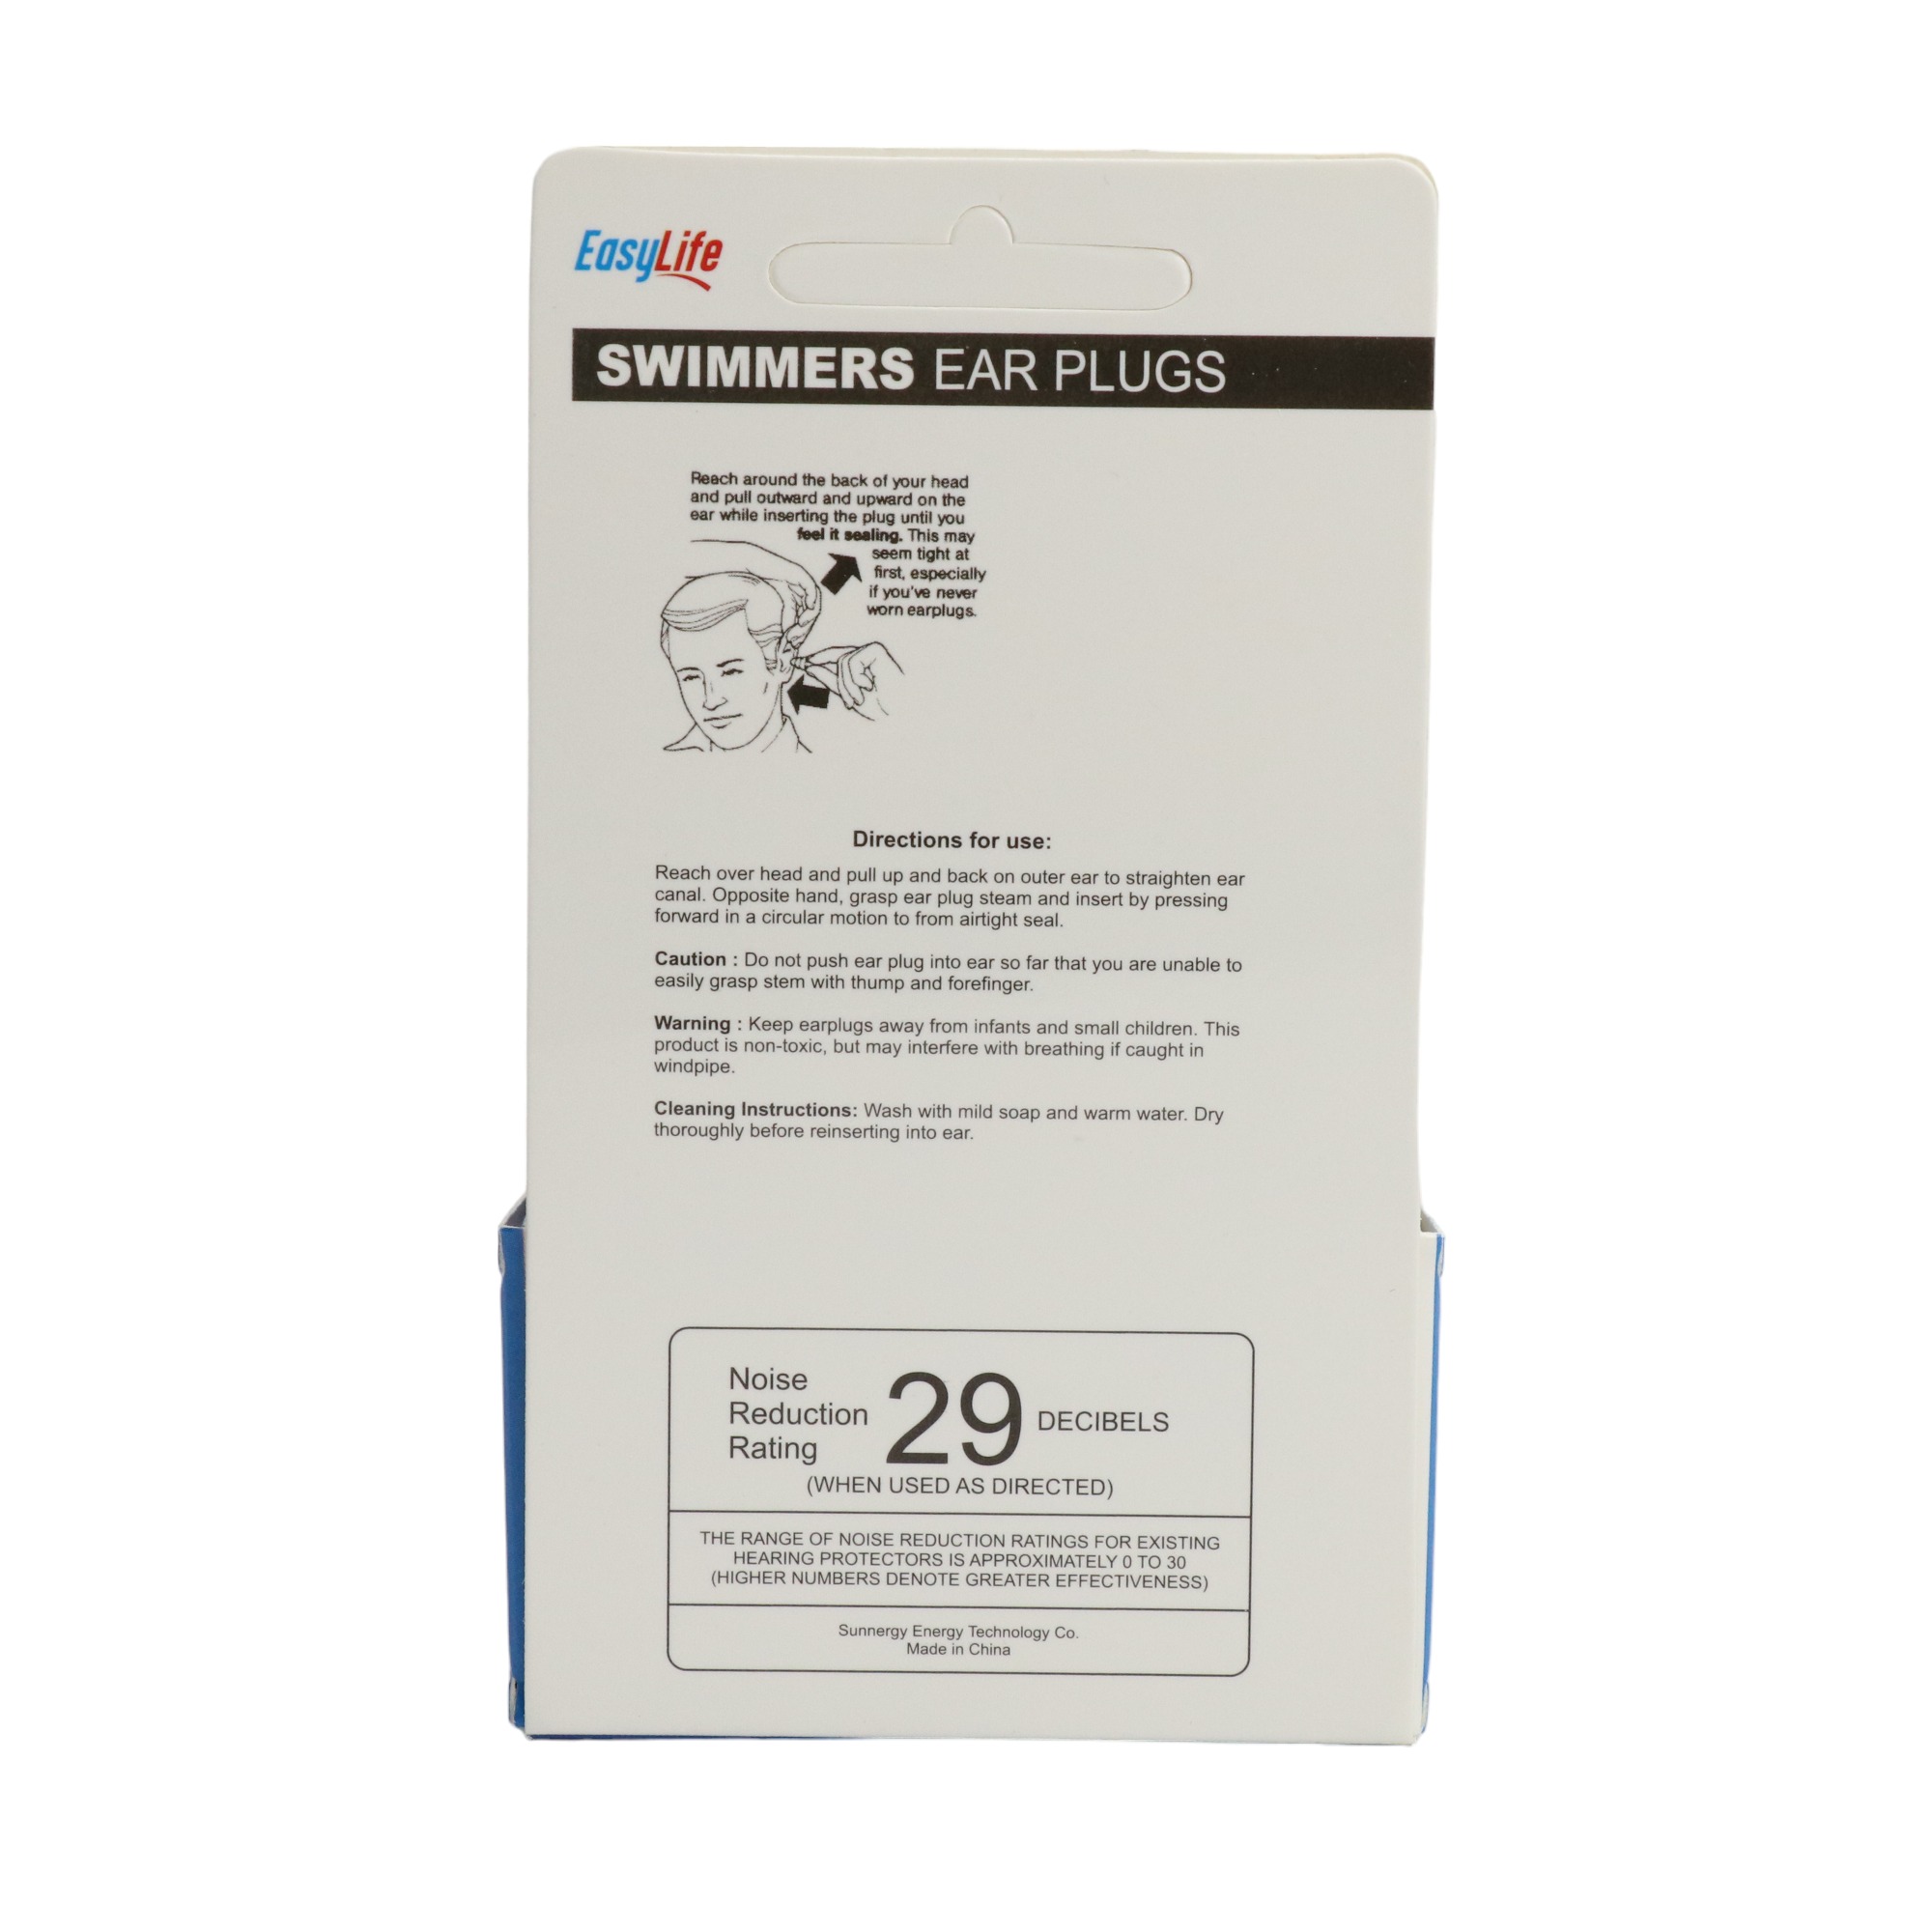 EasyLife
SWIMMERS EAR PLUGS
Reach around the back of your head
and pull outward and upward on the
ear while inserting the plug until you
feel it sealing. This may
seem tight at
first, especially
if you've never
worn earplugs.
Directions for use:
Reach over head and pull up and back on outer ear to straighten ear
canal. Opposite hand, grasp ear plug steam and insert by pressing
forward in a circular motion to from airtight seal.
Caution : Do not push ear plug into ear so far that you are unable to
easily grasp stem with thump and forefinger.
Warning : Keep earplugs away from infants and small children. This
product is non-toxic, but may interfere with breathing if caught in
windpipe.
Cleaning Instructions: Wash with mild soap and warm water. Dry
thoroughly before reinserting into ear.
Noise
Reduction
Rating
29 DECIBELS
(WHEN USED AS DIRECTED)
THE RANGE OF NOISE REDUCTION RATINGS FOR EXISTING
HEARING PROTECTORS IS APPROXIMATELY 0 TO 30
(HIGHER NUMBERS DENOTE GREATER EFFECTIVENESS)
Sunnergy Energy Technology Co.
Made in China